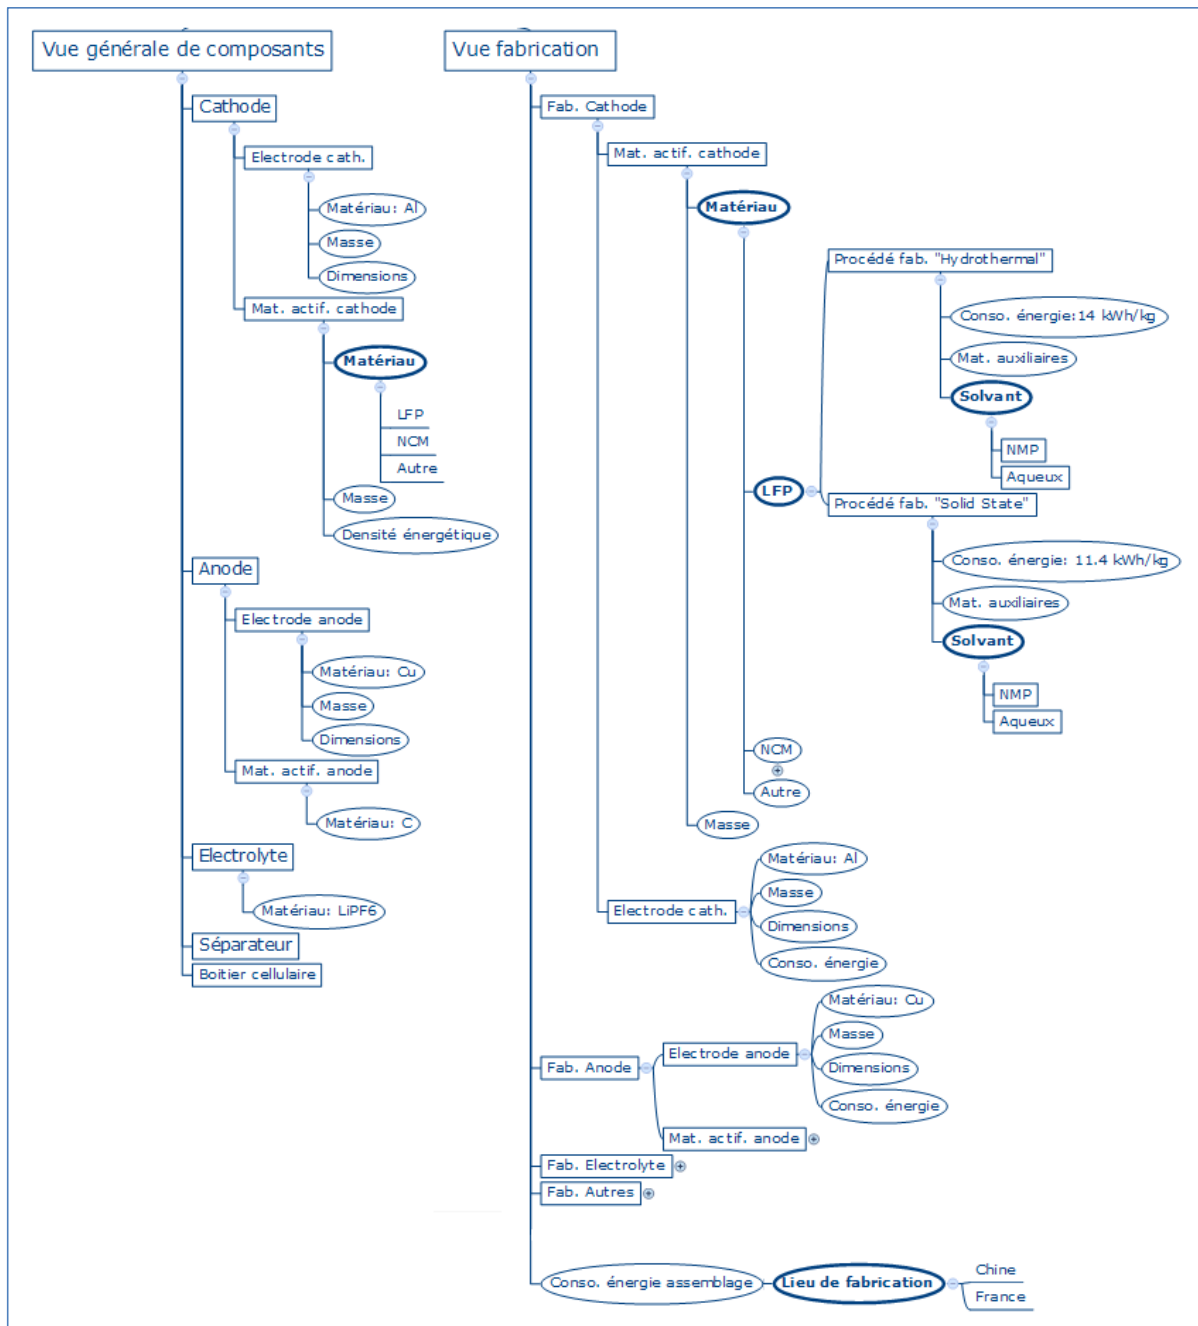 Vue générale de composants
Cathode
Electrode cath.
Matériau: Al
Masse
Dimensions
Mat. actif. cathode
Matériau
LFP
NCM
Autre
Masse
Densité énergétique
Anode
Electrode anode
Matériau: Cu
Masse
Dimensions
Mat. actif. anode
Matériau: C
Electrolyte
Matériau: LiPF6
Séparateur
Boitier cellulaire
Vue fabrication
Fab. Cathode
Mat. actif. cathode
Matériau
LFP
Procédé fab. "Hydrothermal"
Conso. énergie:14 kWh/kg
Mat. auxiliaires
Solvant
NMP
Aqueux
Procédé fab. "Solid State"
Conso. énergie: 11.4 kWh/kg
Mat. auxiliaires
Solvant
NMP
Aqueux
NCM
Autre
Masse
Electrode cath.
Matériau: Al
Masse
Dimensions
Conso. énergie
Fab. Anode
Electrode anode
Matériau: Cu
Masse
Dimensions
Conso. énergie
Mat. actif. anode
Fab. Electrolyte
Fab. Autres
Conso. énergie assemblage
Lieu de fabrication
Chine
France